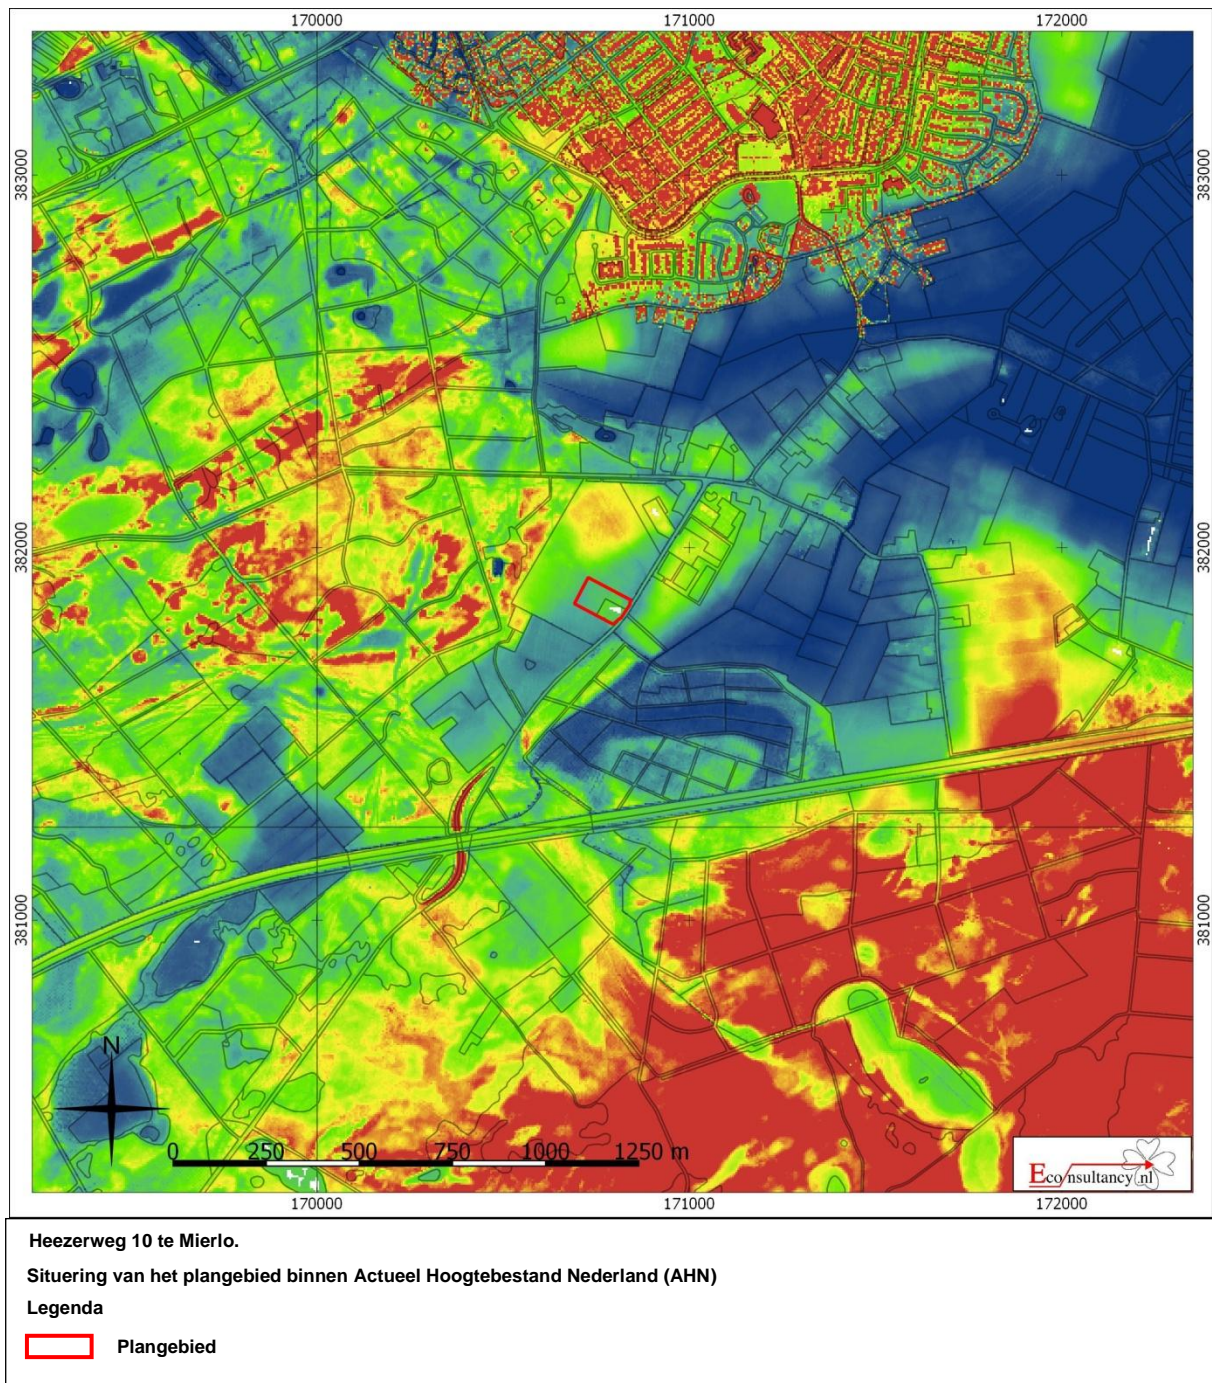 170000 171000 172000
383000 383000
382000 382000
381000 381000
N
0 250 500 750 1000 1250 m
Econsultancy.nl
170000 171000 172000
Heezerweg 10 te Mierlo.
Situering van het plangebied binnen Actueel Hoogtebestand Nederland (AHN)
Legenda
Plangebied